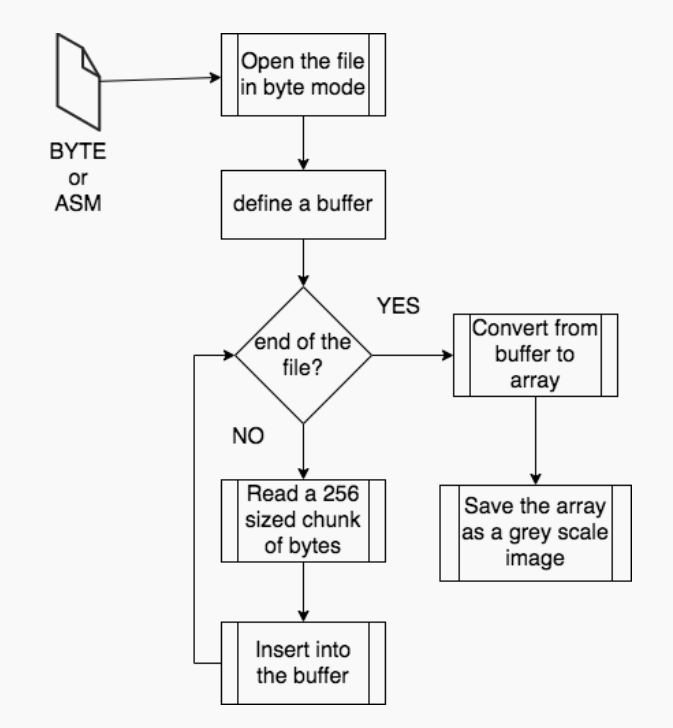 Open the file
in byte mode
BYTE
or
ASM
define a buffer
YES
end of the
file?
Convert from
buffer to
array
NO
Read a 256
sized chunk
of bytes
Save the array
as a grey scale
image
Insert into
the buffer